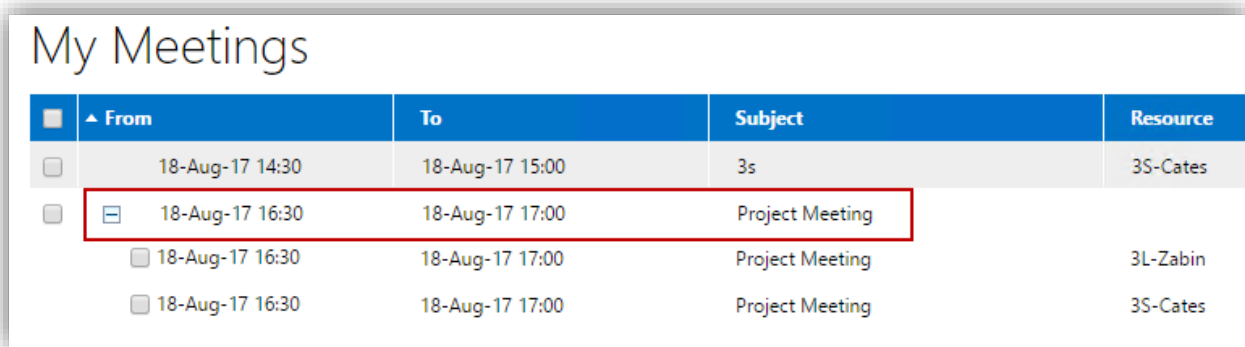 My Meetings
From To Subject Resource
18-Aug-17 14:30 18-Aug-17 15:00 3s 3S-Cates
18-Aug-17 16:30 18-Aug-17 17:00 Project Meeting
18-Aug-17 16:30 18-Aug-17 17:00 Project Meeting 3L-Zabin
18-Aug-17 16:30 18-Aug-17 17:00 Project Meeting 3S-Cates